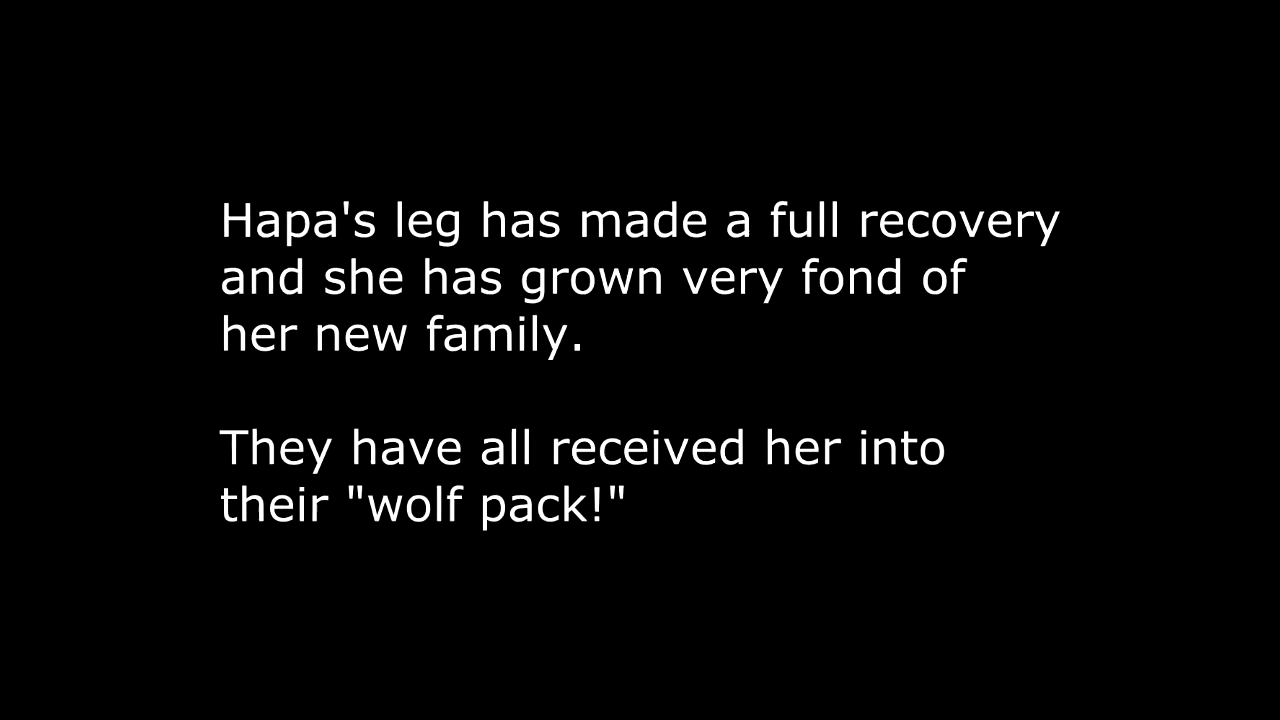 Hapa's leg has made a full recovery
and she has grown very fond of
her new family.
They have all received her into
their "wolf pack!"